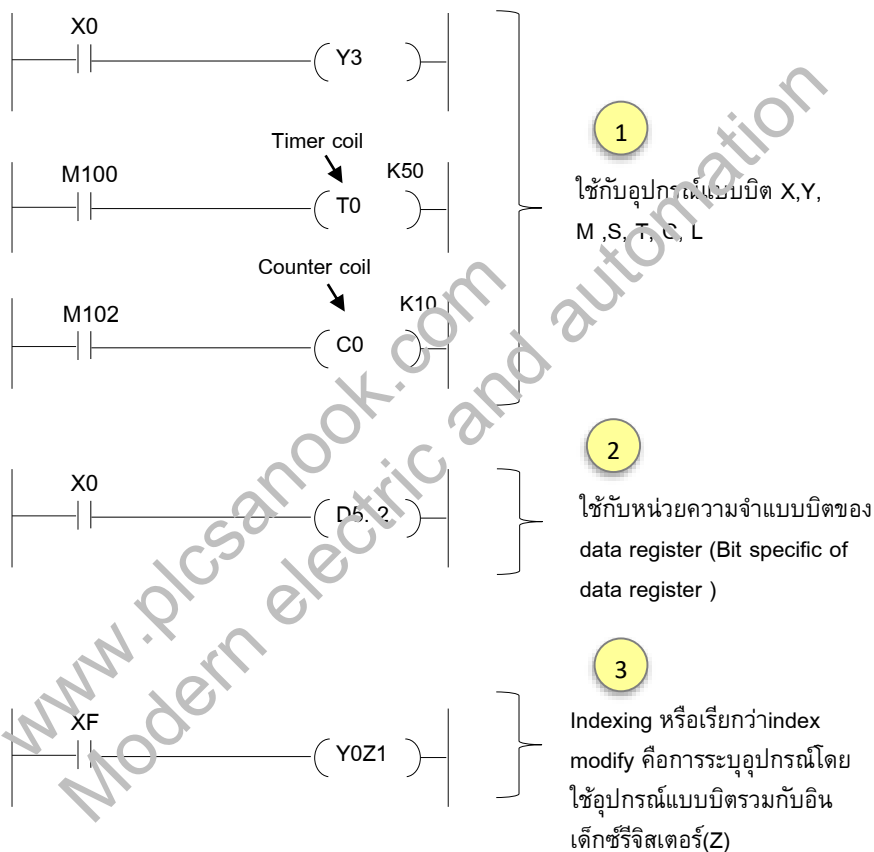 X0
Y3
1
Timer coil
M100
K50
T0
ใช้กับอุปกรณ์แบบบิต X,Y,
M ,S, T, C, L
Counter coil
M102
K10
C0
2
X0
D5. 2
ใช้กับหน่วยความจำแบบบิตของ
data register (Bit specific of
data register )
3
XF
Y0Z1
Indexing หรือเรียกว่าindex
modify คือการระบุอุปกรณ์โดย
ใช้อุปกรณ์แบบบิตรวมกับอิน
เด็กซ์รีจิสเตอร์(Z)
www.plcsanook.com
Modern electric and automation